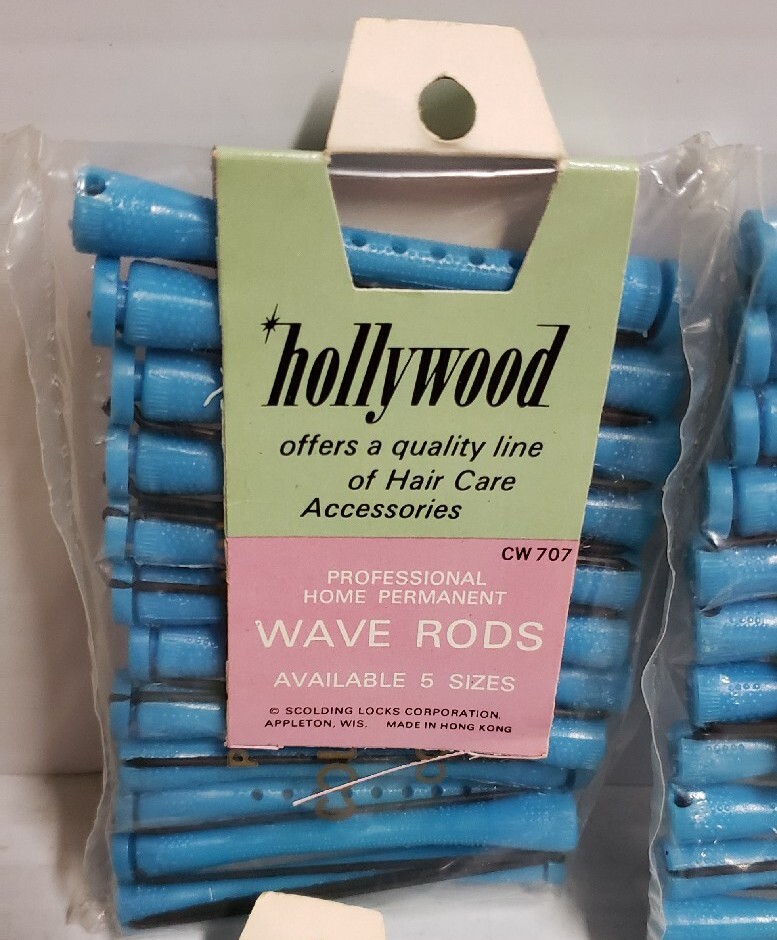 hollywood
offers a quality line
of Hair Care
Accessories
CW 707
PROFESSIONAL
HOME PERMANENT
WAVE RODS
AVAILABLE 5 SIZES
© SCOLDING LOCKS CORPORATION.
APPLETON, WIS. MADE IN HONG KONG